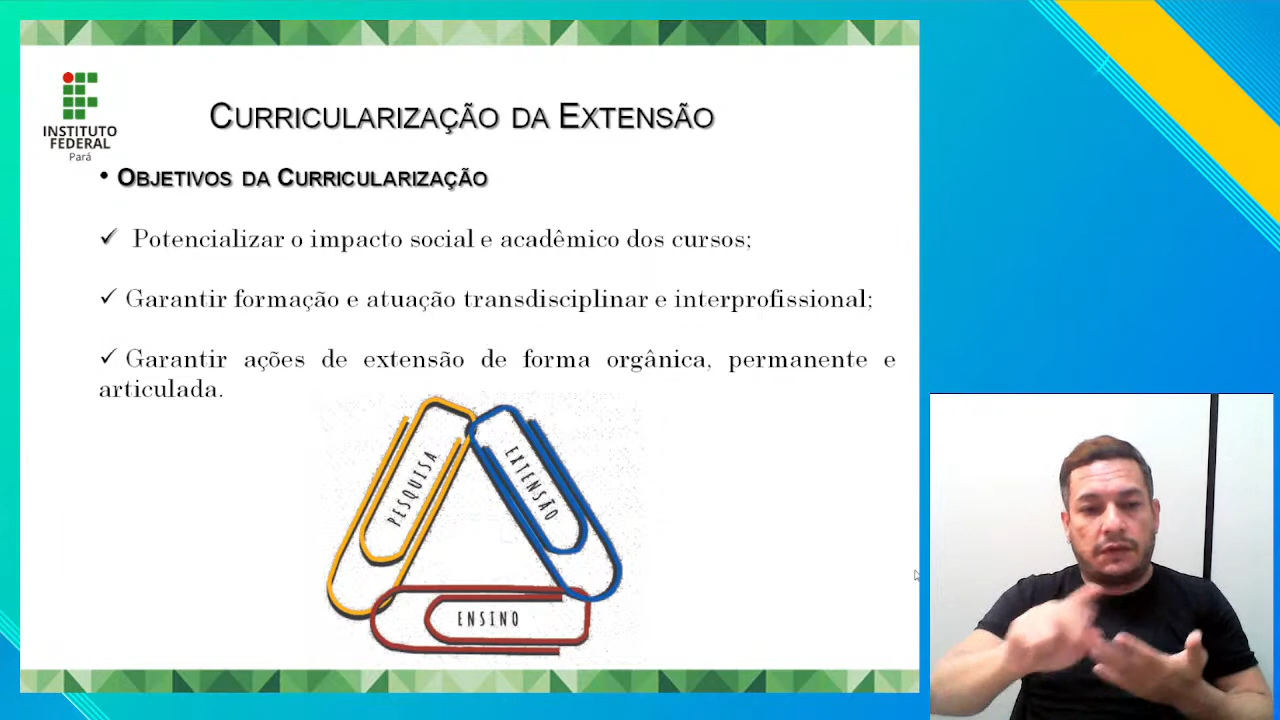 INSTITUTO
FEDERAL
Pará
CURRICULARIZAÇÃO DA EXTENSÃO
• OBJETIVOS DA CURRICULARIZAÇÃO
✓ Potencializar o impacto social e acadêmico dos cursos;
✓ Garantir formação e atuação transdisciplinar e interprofissional;
✓ Garantir ações de extensão de forma orgânica, permanente e
articulada.
PESQUISA
EXTENSÃO
ENSINO